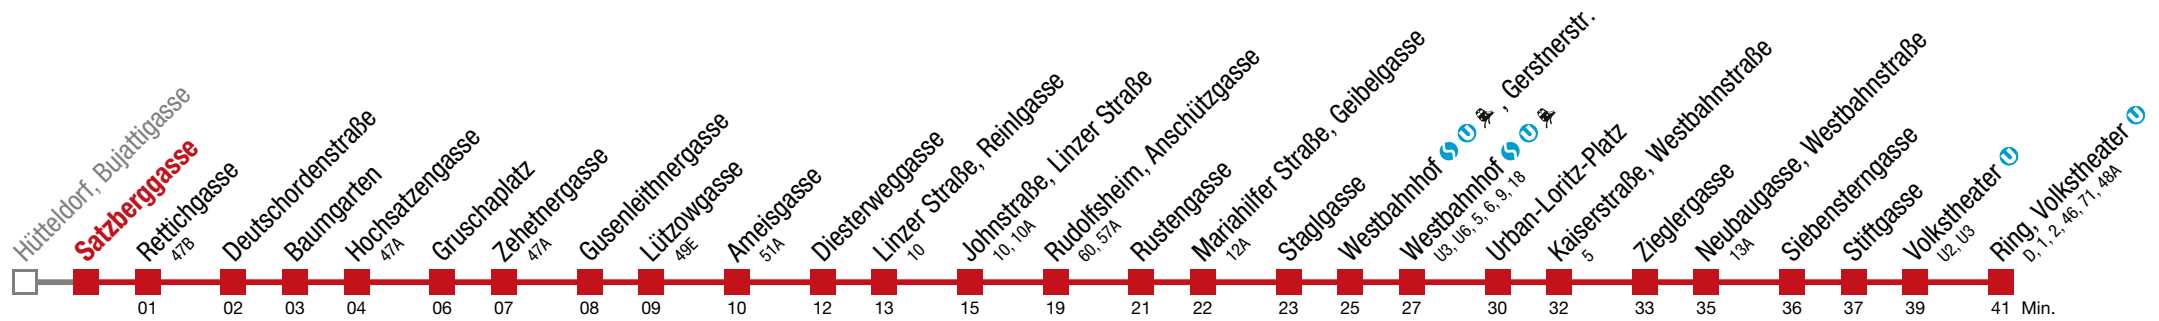 Hütteldorf, Bujattigasse
Satzberggasse
Rettichgasse
47B
Deutschordenstraße
Baumgarten
Hochsatzengasse
47A
Gruschaplatz
Zehetnergasse
47A
Gusenleithnergasse
Lützowgasse
49E
Ameisgasse
51A
Diesterweggasse
Linzer Straße, Reinlgasse
10
Johnstraße, Linzer Straße
10, 10A
Rudolfsheim, Anschützgasse
60, 57A
Rustengasse
Mariahilfer Straße, Geibelgasse
12A
Staglgasse
Westbahnhof S U , Gerstnerstr.
Westbahnhof S U
U3, U6, 5, 6, 9, 18
Urban-Loritz-Platz
Kaiserstraße, Westbahnstraße
5
Zieglergasse
Neubaugasse, Westbahnstraße
13A
Siebensterngasse
Stiftgasse
Volkstheater U
U2, U3
Ring, Volkstheater U
D, 1, 2, 46, 71, 48A
01 02 03 04 06 07 08 09 10 12 13 15 19 21 22 23 25 27 30 32 33 35 36 37 39 41 Min.